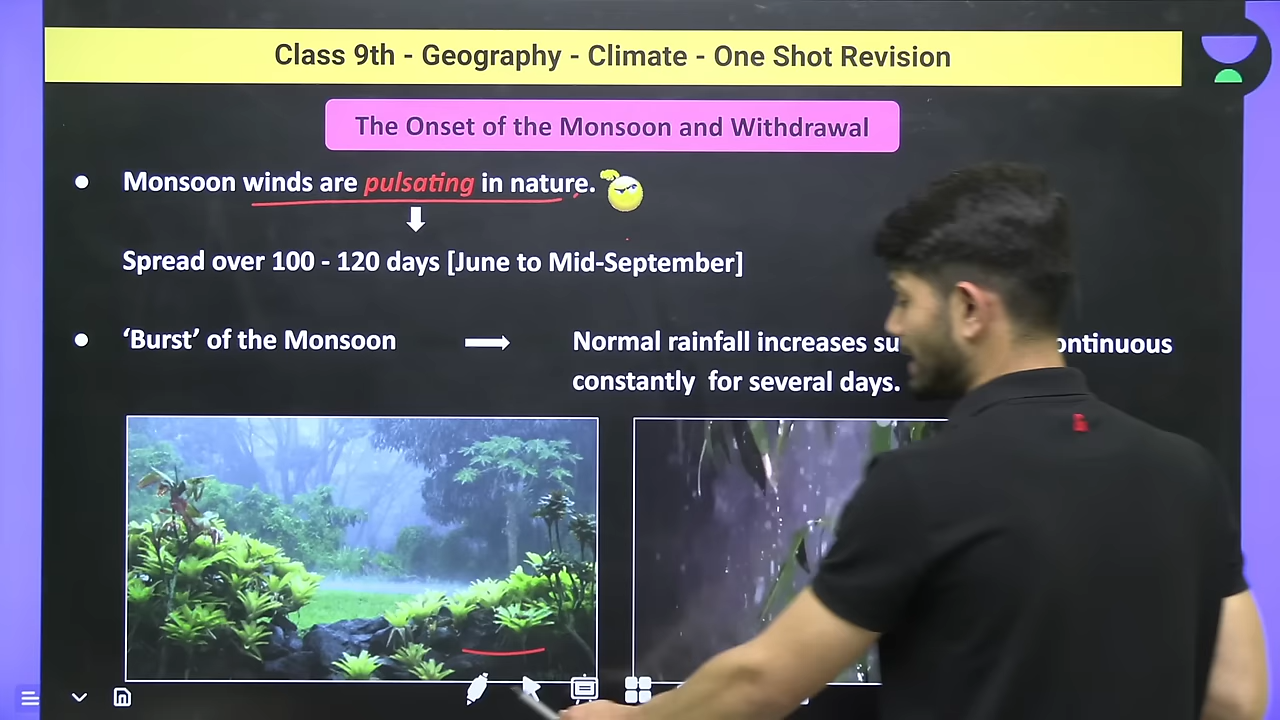 Class 9th - Geography - Climate - One Shot Revision
The Onset of the Monsoon and Withdrawal
Monsoon winds are pulsating in nature.
Spread over 100 - 120 days [June to Mid-September]
‘Burst’ of the Monsoon
Normal rainfall increases
constantly for several days.